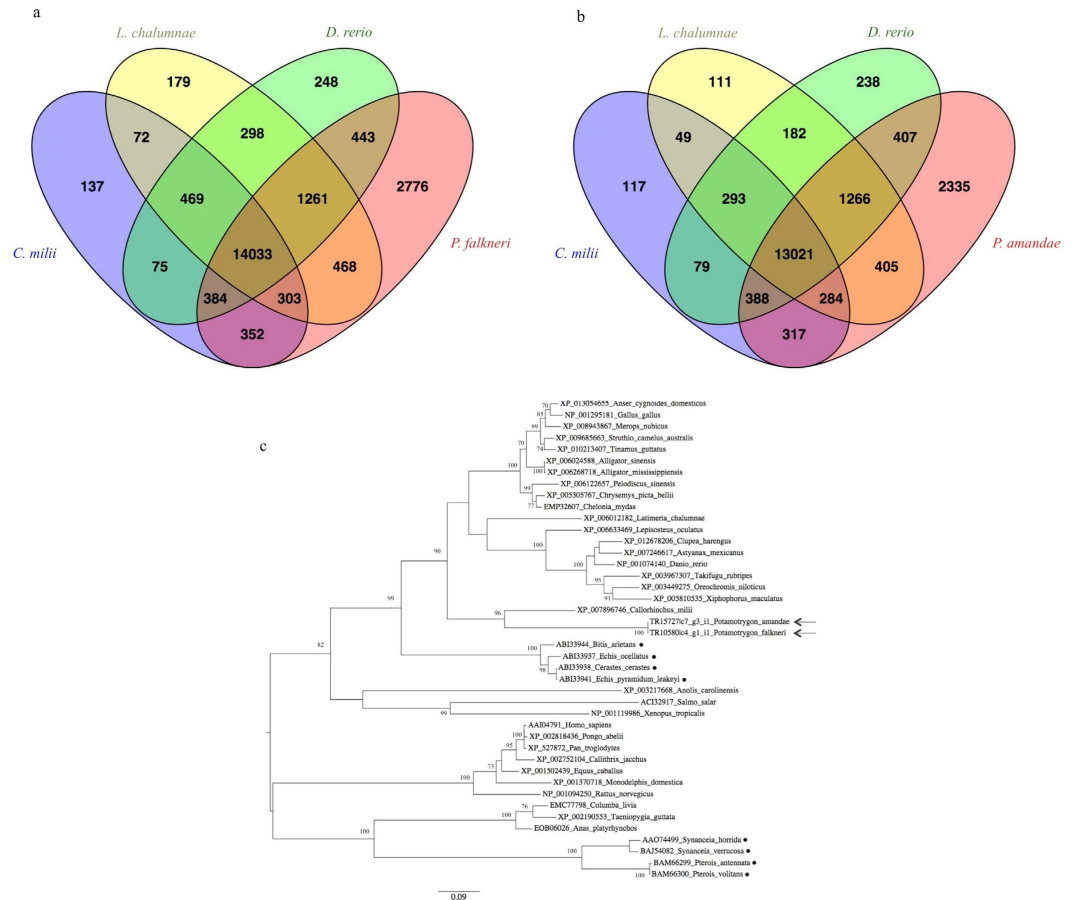 a
L. chalumnae
D. rerio
179
248
72
298
443
137
469
1261
2776
C. milii
P. falkneri
75
14033
468
384
303
352
b
L. chalumnae
D. rerio
111
238
49
182
407
117
293
1266
2335
C. milii
P. amandae
79
13021
405
388
284
317
c
70
XP_013054655_Anser_cygnoides_domesticus
85
NP_001295181_Gallus_gallus
99
XP_008943867_Merops_nubicus
70
XP_009685663_Struthio_camelus_australis
74
XP_010213407_Tinamus_guttatus
100
XP_006024588_Alligator_sinensis
100
XP_006268718_Alligator_mississippiensis
99
XP_006122657_Pelodiscus_sinensis
XP_005305767_Chrysemys_picta_bellii
77
EMP32607_Chelonia_mydas
XP_006012182_Latimeria_chalumnae
XP_006633469_Lepisosteus_oculatus
100
XP_012678206_Clupea_harengus
90
XP_007246617_Astyanax_mexicanus
100
NP_001074140_Danio_rerio
95
XP_003967307_Takifugu_rubripes
XP_003449275_Oreochromis_niloticus
91
XP_005810535_Xiphophorus_maculatus
99
96
XP_007896746_Callorhinchus_milii
TR15727lc7_g3_i1_Potamotrygon_amandae
100
TR10580lc4_g1_i1_Potamotrygon_falkneri
82
100
ABI33944_Bitis_arietans
ABI33937_Echis_ocellatus
98
ABI33938_Cerastes_cerastes
ABI33941_Echis_pyramidum_leakeyi
XP_003217668_Anolis_carolinensis
ACI32917_Salmo_salar
99
NP_001119986_Xenopus_tropicalis
AAI04791_Homo_sapiens
100
XP_002818436_Pongo_abelii
95
XP_527872_Pan_troglodytes
XP_002752104_Callithrix_jacchus
73
XP_001502439_Equus_caballus
100
XP_001370718_Monodelphis_domestica
NP_001094250_Rattus_norvegicus
76
EMC77798_Columba_livia
100
XP_002190553_Taeniopygia_guttata
100
EOB06026_Anas_platyrhynchos
AAO74499_Synanceia_horrida
100
BAJ54082_Synanceia_verrucosa
BAM66299_Pterois_antennata
100
BAM66300_Pterois_volitans
0.09